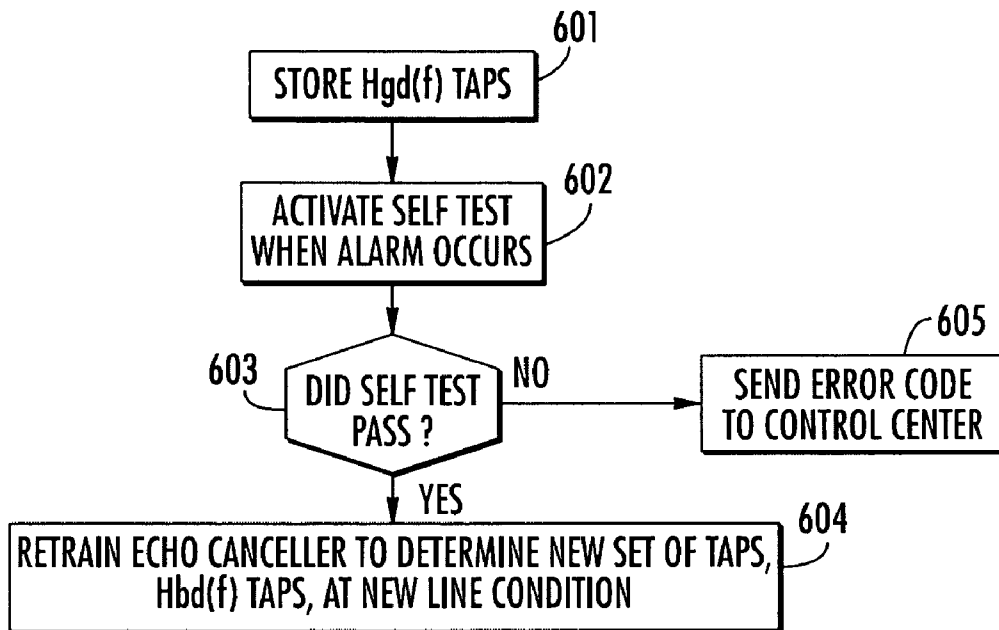 601
STORE Hgd(f) TAPS
602
ACTIVATE SELF TEST
WHEN ALARM OCCURS
603
DID SELF TEST
PASS ?
NO
605
SEND ERROR CODE
TO CONTROL CENTER
YES
604
RETRAIN ECHO CANCELLER TO DETERMINE NEW SET OF TAPS,
Hbd(f) TAPS, AT NEW LINE CONDITION